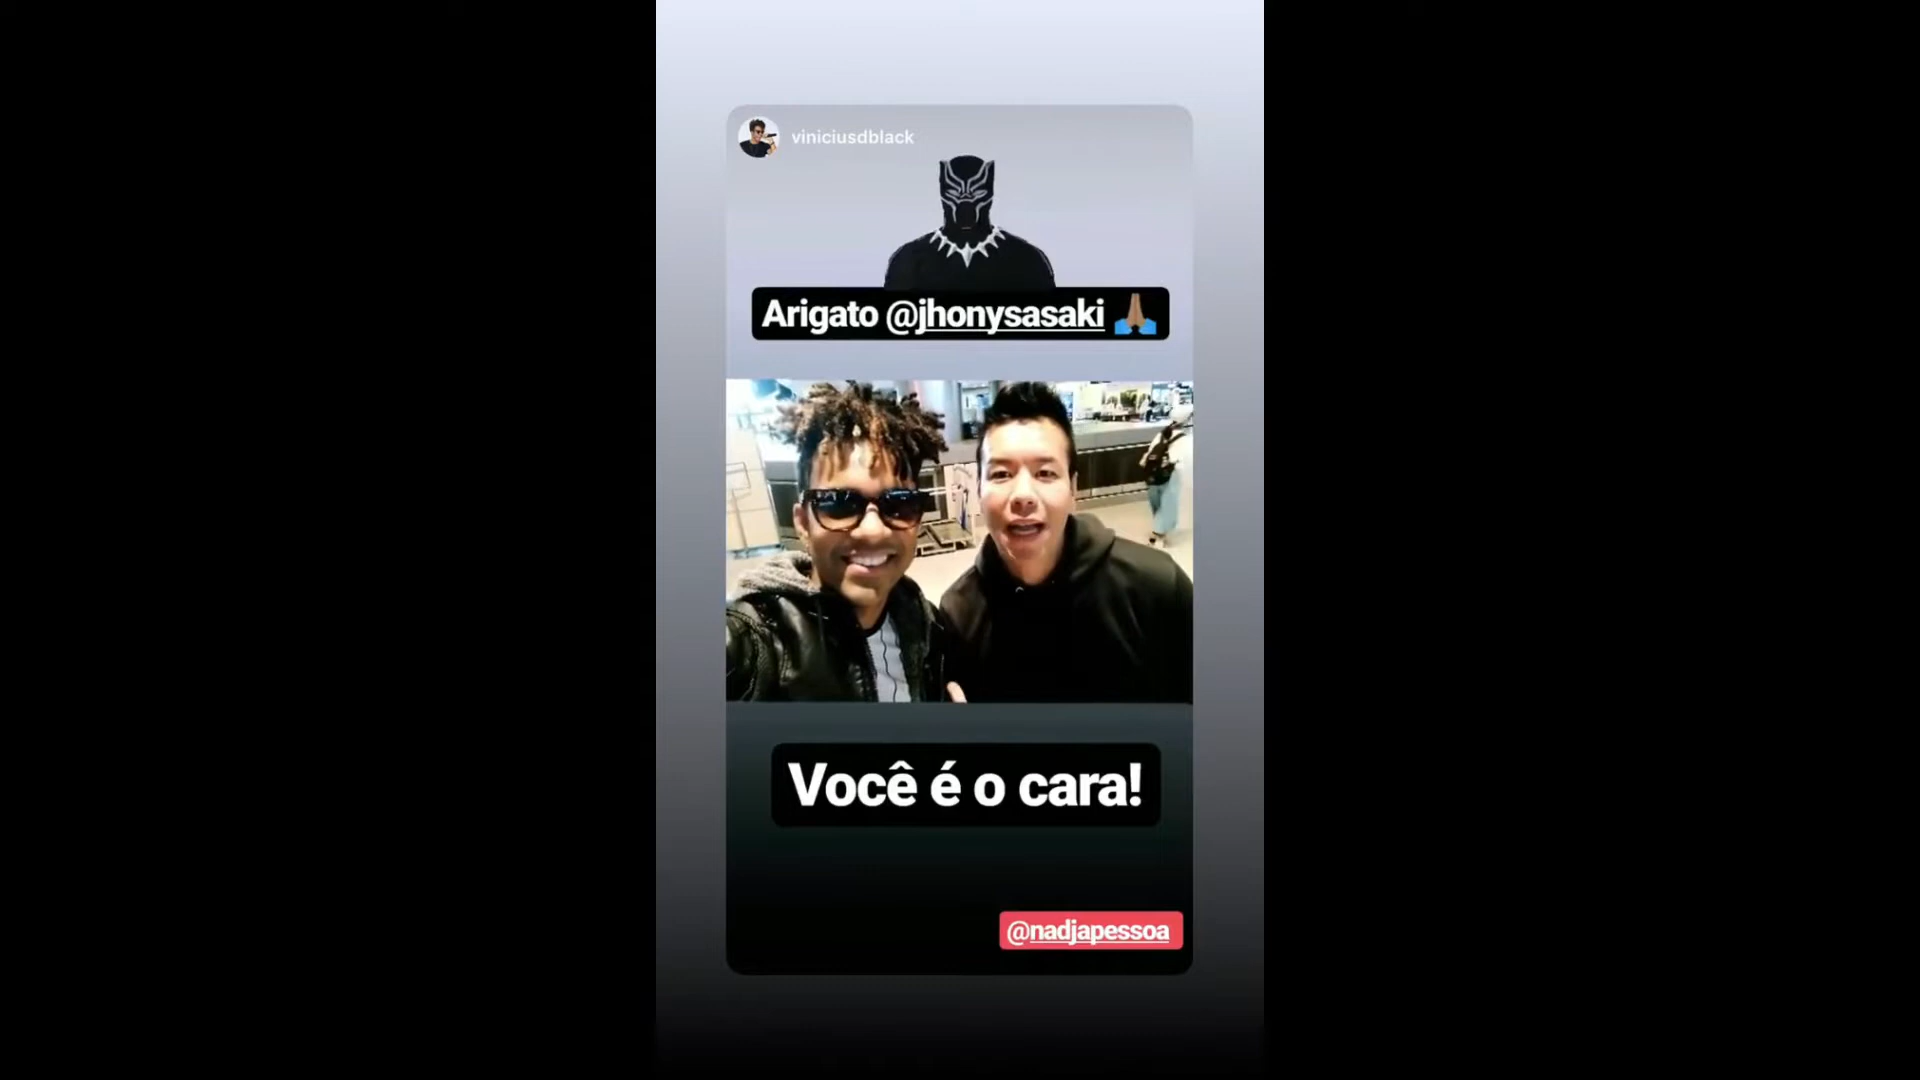 viniciusdblack
Arigato @jhonysasaki 🙏🏽
Você é o cara!
@nadjapessoa